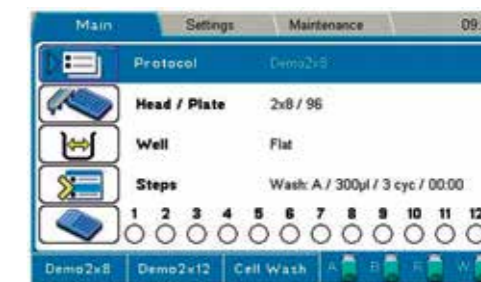 Main Settings Maintenance 09.
Protocol Demo2x8
Head / Plate 2x8 / 96
Well Flat
Steps Wash: A / 300µl / 3 cyc / 00:00
1 2 3 4 5 6 7 8 9 10 11 12
Demo2x8 Demo2x12 Cell Wash A B R W